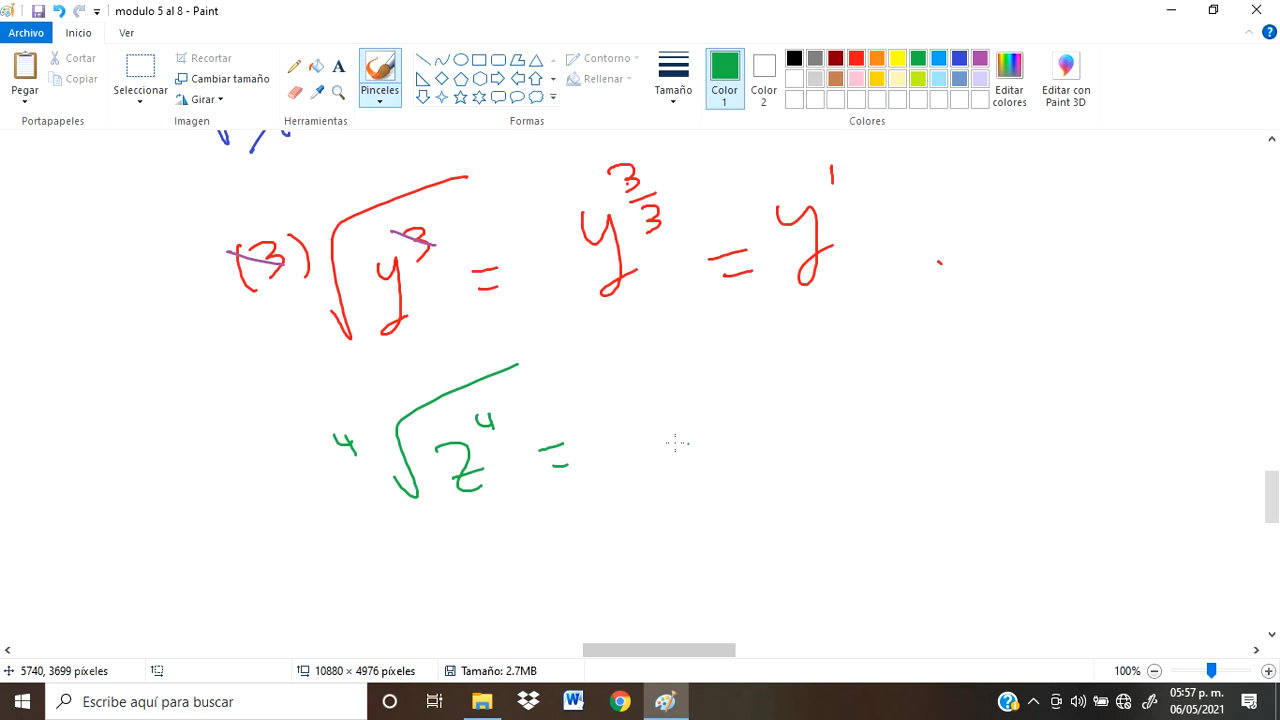 modulo 5 al 8 - Paint
Archivo Inicio Ver
Pegar
Cortar
Copiar
Portapapeles
Seleccionar
Recortar
Cambiar tamaño
Girar
Imagen
A
Herramientas
Pinceles
Contorno
Rellenar
Formas
Tamaño
Color 1
Color 2
Editar colores
Editar con Paint 3D
Colores
(3)√y³ = y^(3/3) = y¹ .
⁴√z⁴ =
5740, 3699 píxeles 10880 × 4976 píxeles Tamaño: 2.7MB 100%
Escribe aquí para buscar
05:57 p. m.
06/05/2021